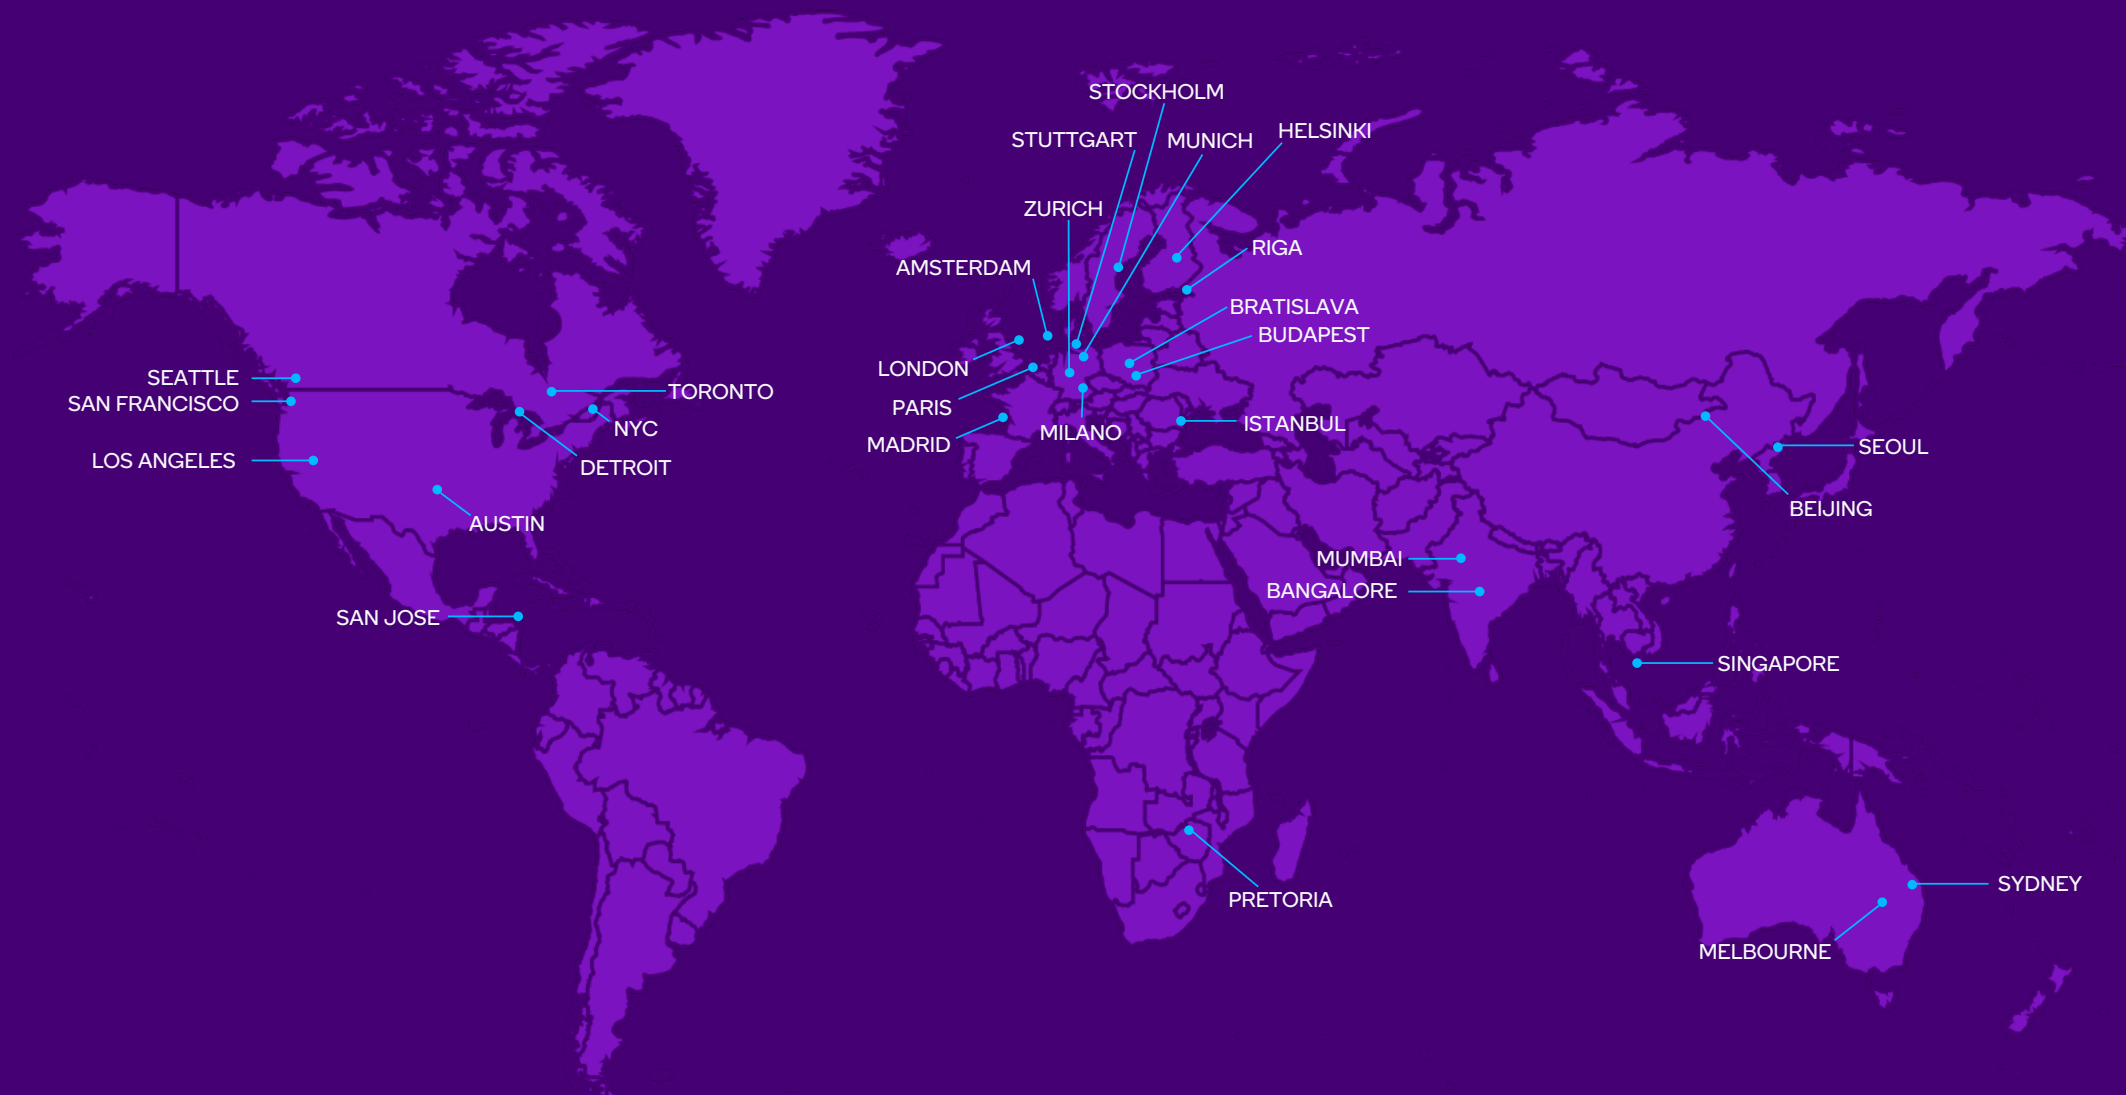 STOCKHOLM
HELSINKI
STUTTGART
MUNICH
ZURICH
RIGA
AMSTERDAM
BRATISLAVA
BUDAPEST
LONDON
SEATTLE
TORONTO
SAN FRANCISCO
PARIS
ISTANBUL
NYC
MILANO
MADRID
SEOUL
LOS ANGELES
DETROIT
BEIJING
AUSTIN
MUMBAI
BANGALORE
SAN JOSE
SINGAPORE
SYDNEY
PRETORIA
MELBOURNE